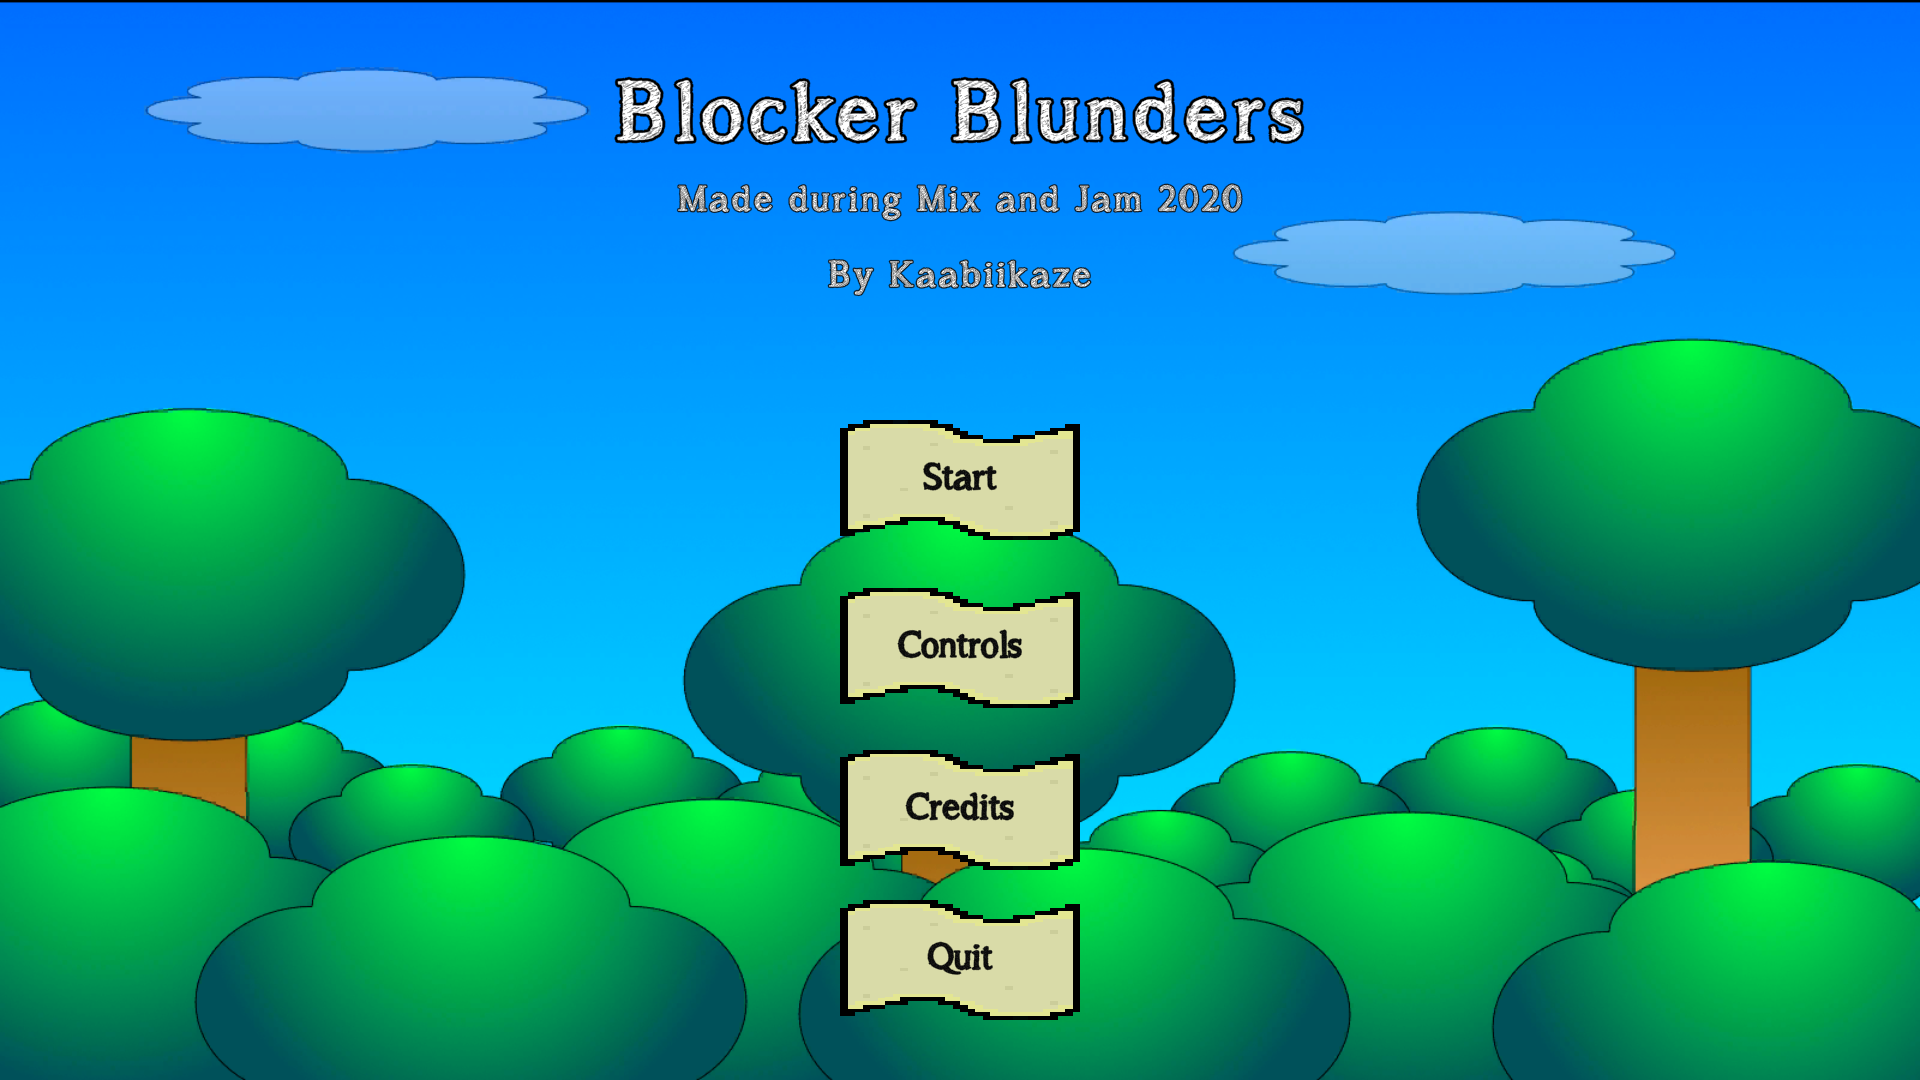 Blocker Blunders
Made during Mix and Jam 2020
By Kaabiikaze
Start
Controls
Credits
Quit